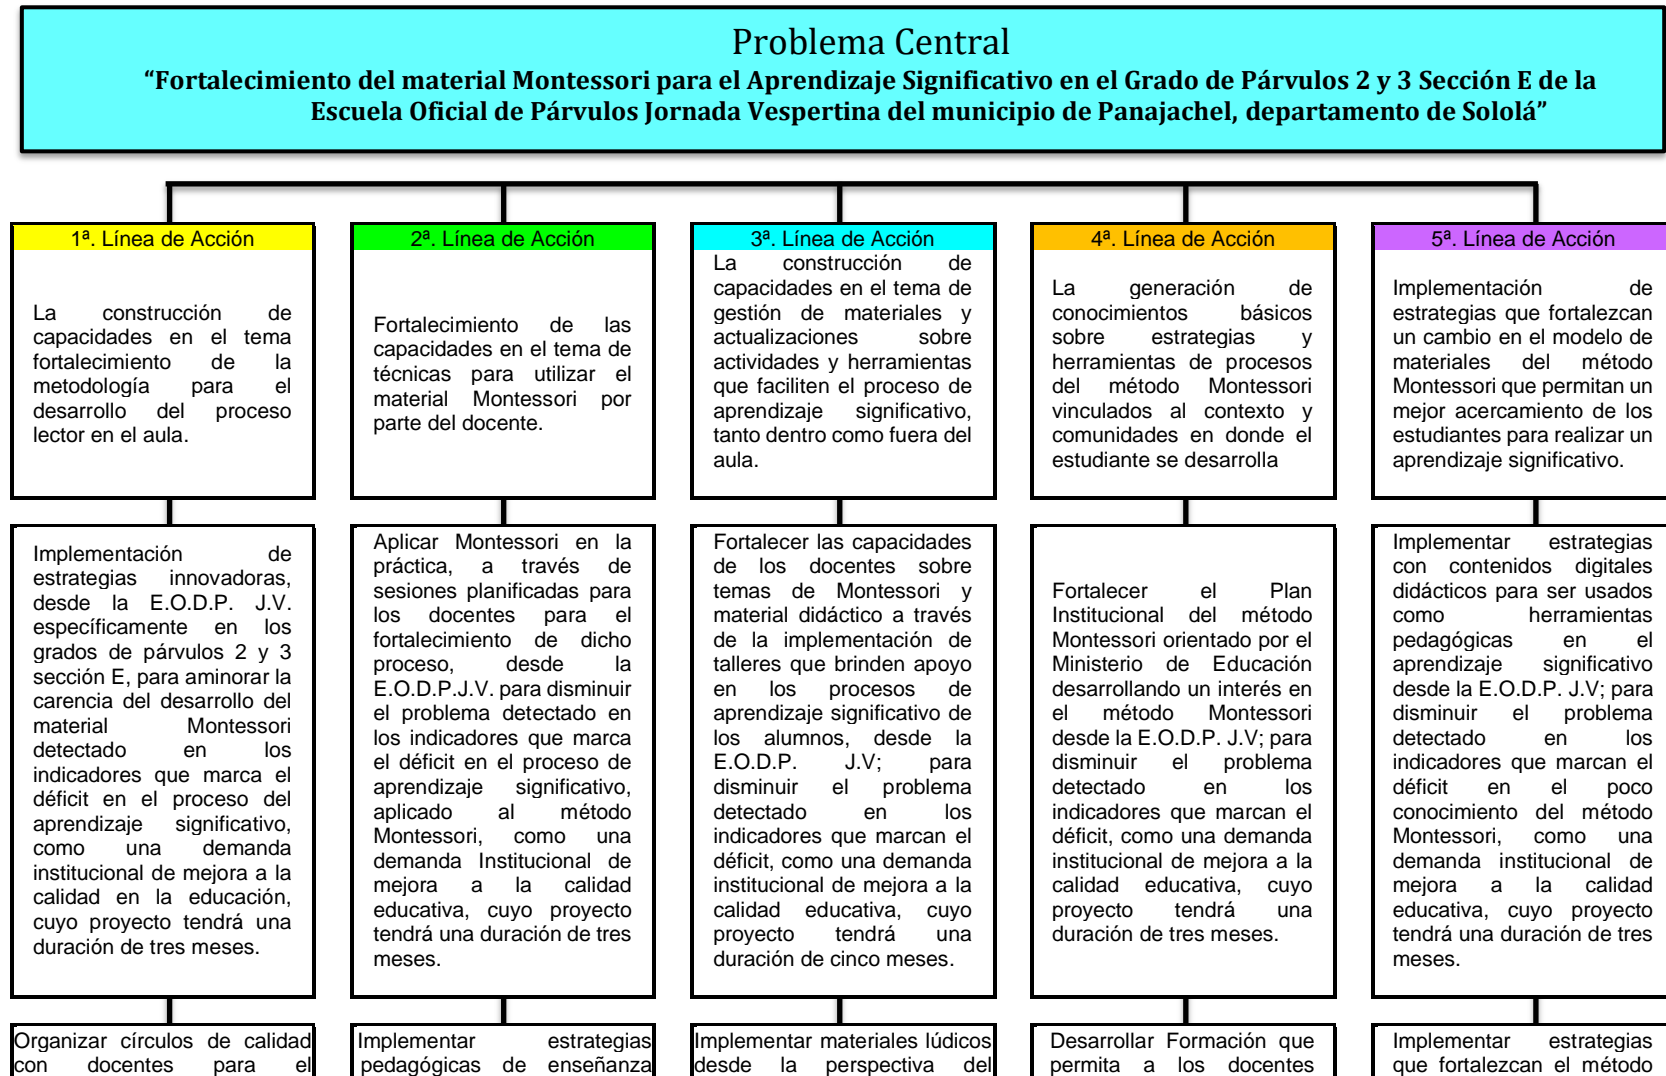 Problema Central
“Fortalecimiento del material Montessori para el Aprendizaje Significativo en el Grado de Párvulos 2 y 3 Sección E de la
Escuela Oficial de Párvulos Jornada Vespertina del municipio de Panajachel, departamento de Sololá”
1ª. Línea de Acción
La construcción de
capacidades en el tema
fortalecimiento de la
metodología para el
desarrollo del proceso
lector en el aula.
Implementación de
estrategias innovadoras,
desde la E.O.D.P. J.V.
específicamente en los
grados de párvulos 2 y 3
sección E, para aminorar la
carencia del desarrollo del
material Montessori
detectado en los
indicadores que marca el
déficit en el proceso del
aprendizaje significativo,
como una demanda
institucional de mejora a la
calidad en la educación,
cuyo proyecto tendrá una
duración de tres meses.
Organizar círculos de calidad
con docentes para el
2ª. Línea de Acción
Fortalecimiento de las
capacidades en el tema de
técnicas para utilizar el
material Montessori por
parte del docente.
Aplicar Montessori en la
práctica, a través de
sesiones planificadas para
los docentes para el
fortalecimiento de dicho
proceso, desde la
E.O.D.P.J.V. para disminuir
el problema detectado en
los indicadores que marca
el déficit en el proceso de
aprendizaje significativo,
aplicado al método
Montessori, como una
demanda Institucional de
mejora a la calidad
educativa, cuyo proyecto
tendrá una duración de tres
meses.
Implementar estrategias
pedagógicas de enseñanza
3ª. Línea de Acción
La construcción de
capacidades en el tema de
gestión de materiales y
actualizaciones sobre
actividades y herramientas
que faciliten el proceso de
aprendizaje significativo,
tanto dentro como fuera del
aula.
Fortalecer las capacidades
de los docentes sobre
temas de Montessori y
material didáctico a través
de la implementación de
talleres que brinden apoyo
en los procesos de
aprendizaje significativo de
los alumnos, desde la
E.O.D.P. J.V; para
disminuir el problema
detectado en los
indicadores que marcan el
déficit, como una demanda
institucional de mejora a la
calidad educativa, cuyo
proyecto tendrá una
duración de cinco meses.
Implementar materiales lúdicos
desde la perspectiva del
4ª. Línea de Acción
La generación de
conocimientos básicos
sobre estrategias y
herramientas de procesos
del método Montessori
vinculados al contexto y
comunidades en donde el
estudiante se desarrolla
Fortalecer el Plan
Institucional del método
Montessori orientado por el
Ministerio de Educación
desarrollando un interés en
el método Montessori
desde la E.O.D.P. J.V; para
disminuir el problema
detectado en los
indicadores que marcan el
déficit, como una demanda
institucional de mejora a la
calidad educativa, cuyo
proyecto tendrá una
duración de tres meses.
Desarrollar Formación que
permita a los docentes
5ª. Línea de Acción
Implementación de
estrategias que fortalezcan
un cambio en el modelo de
materiales del método
Montessori que permitan un
mejor acercamiento de los
estudiantes para realizar un
aprendizaje significativo.
Implementar estrategias
con contenidos digitales
didácticos para ser usados
como herramientas
pedagógicas en el
aprendizaje significativo
desde la E.O.D.P. J.V; para
disminuir el problema
detectado en los
indicadores que marcan el
déficit en el poco
conocimiento del método
Montessori, como una
demanda institucional de
mejora a la calidad
educativa, cuyo proyecto
tendrá una duración de tres
meses.
Implementar estrategias
que fortalezcan el método